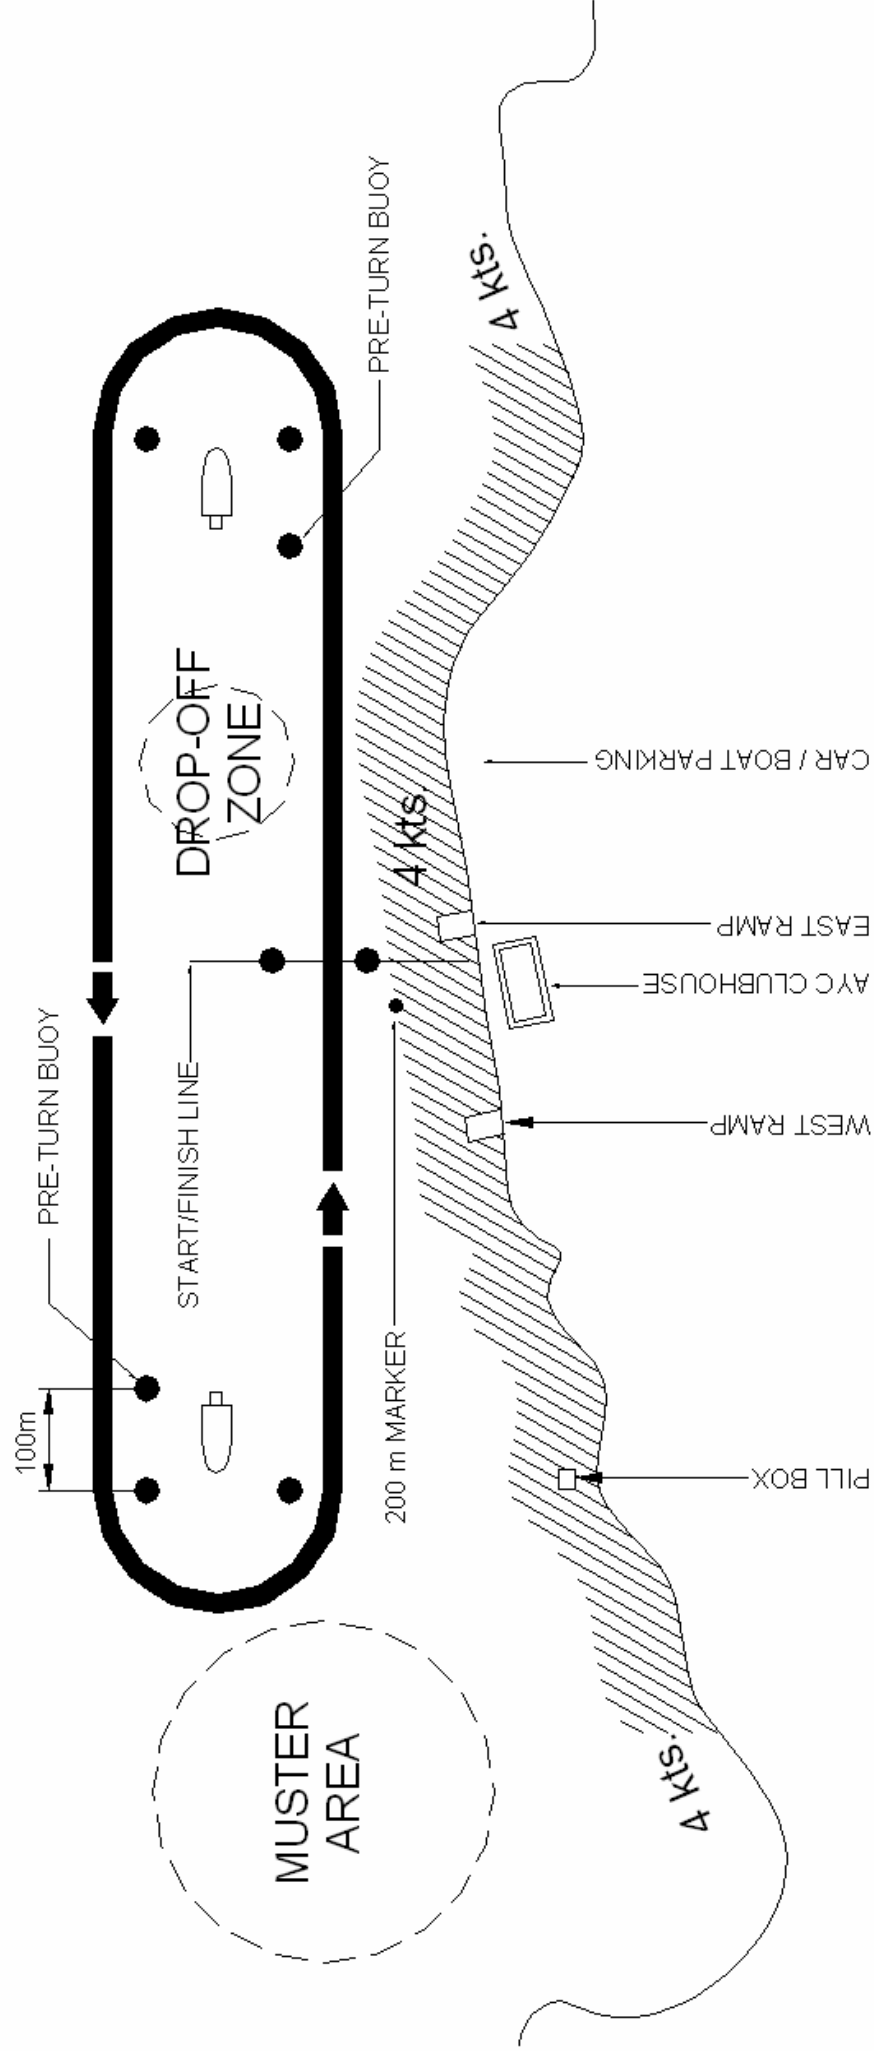 PRE-TURN BUOY
4 kts.
PRE-TURN BUOY
DROP-OFF
ZONE
4 kts.
CAR / BOAT PARKING
EAST RAMP
AYC CLUBHOUSE
START/FINISH LINE
WEST RAMP
100m
200 m MARKER
PILL BOX
MUSTER
AREA
4 kts.